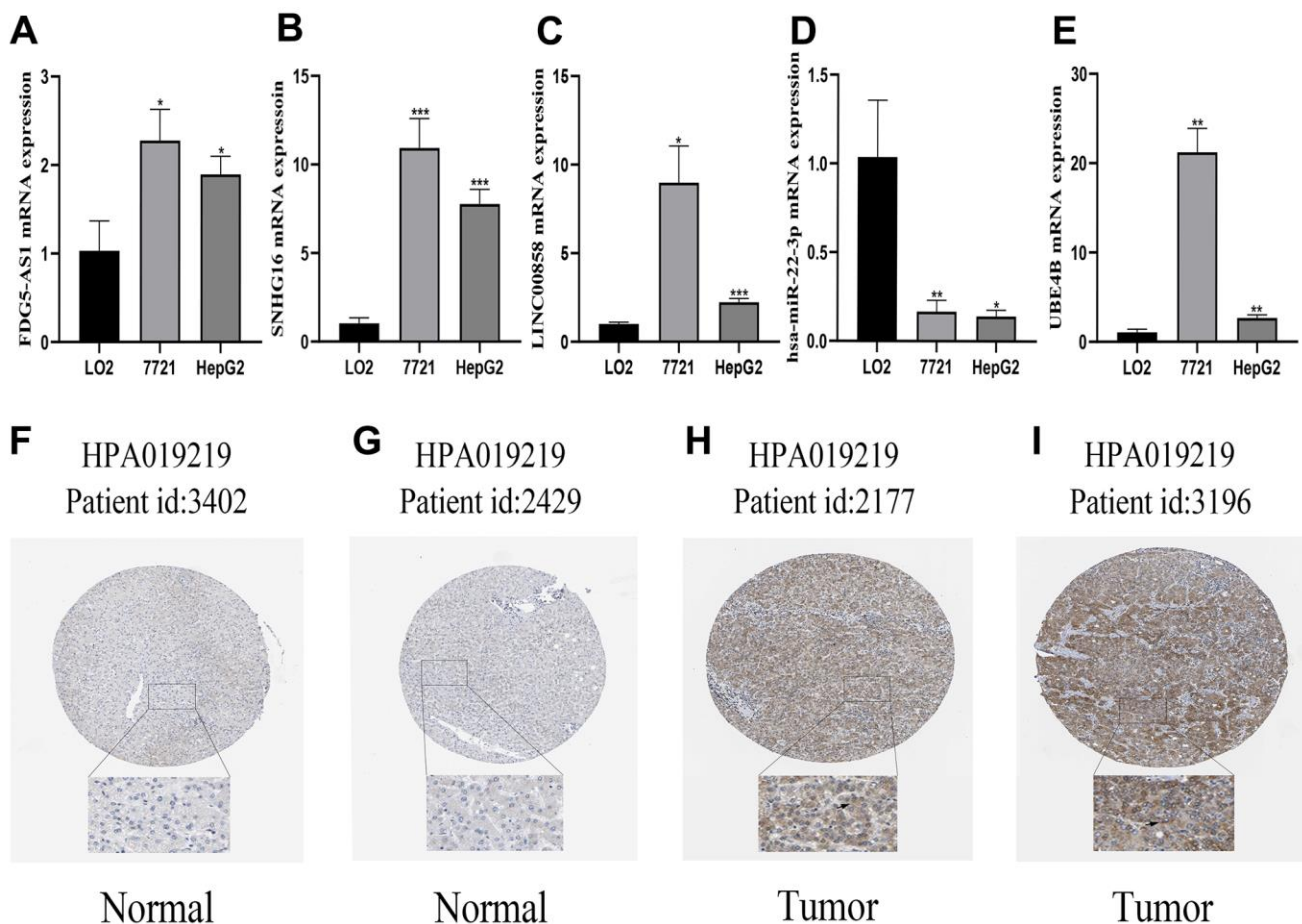 A
FDG5-AS1 mRNA expression
3
2
1
0
*
*
LO2 7721 HepG2
B
SNHG16 mRNA expressoin
15
10
5
0
***
***
LO2 7721 HepG2
C
LINC00858 mRNA expression
15
10
5
0
*
***
LO2 7721 HepG2
D
hsa-miR-22-3p mRNA expression
1.5
1.0
0.5
0.0
**
*
LO2 7721 HepG2
E
UBE4B mRNA expression
30
20
10
0
**
**
LO2 7721 HepG2
F
HPA019219
Patient id:3402
Normal
G
HPA019219
Patient id:2429
Normal
H
HPA019219
Patient id:2177
Tumor
I
HPA019219
Patient id:3196
Tumor